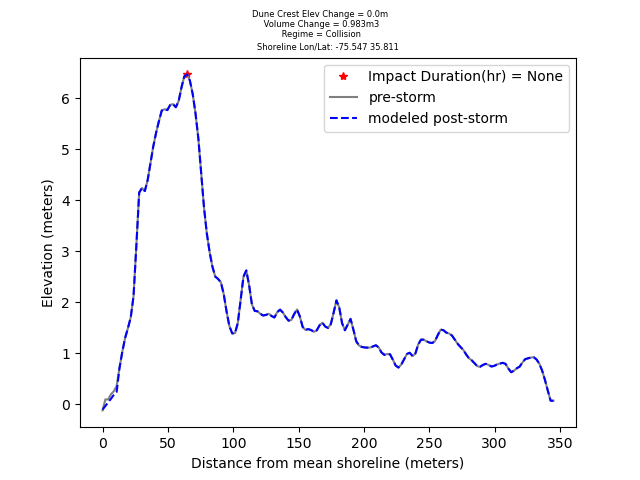 Dune Crest Elev Change = 0.0m
Volume Change = 0.983m3
Regime = Collision
Shoreline Lon/Lat: -75.547 35.811
Impact Duration(hr) = None
pre-storm
modeled post-storm
Elevation (meters)
6
5
4
3
2
1
0
0 50 100 150 200 250 300 350
Distance from mean shoreline (meters)